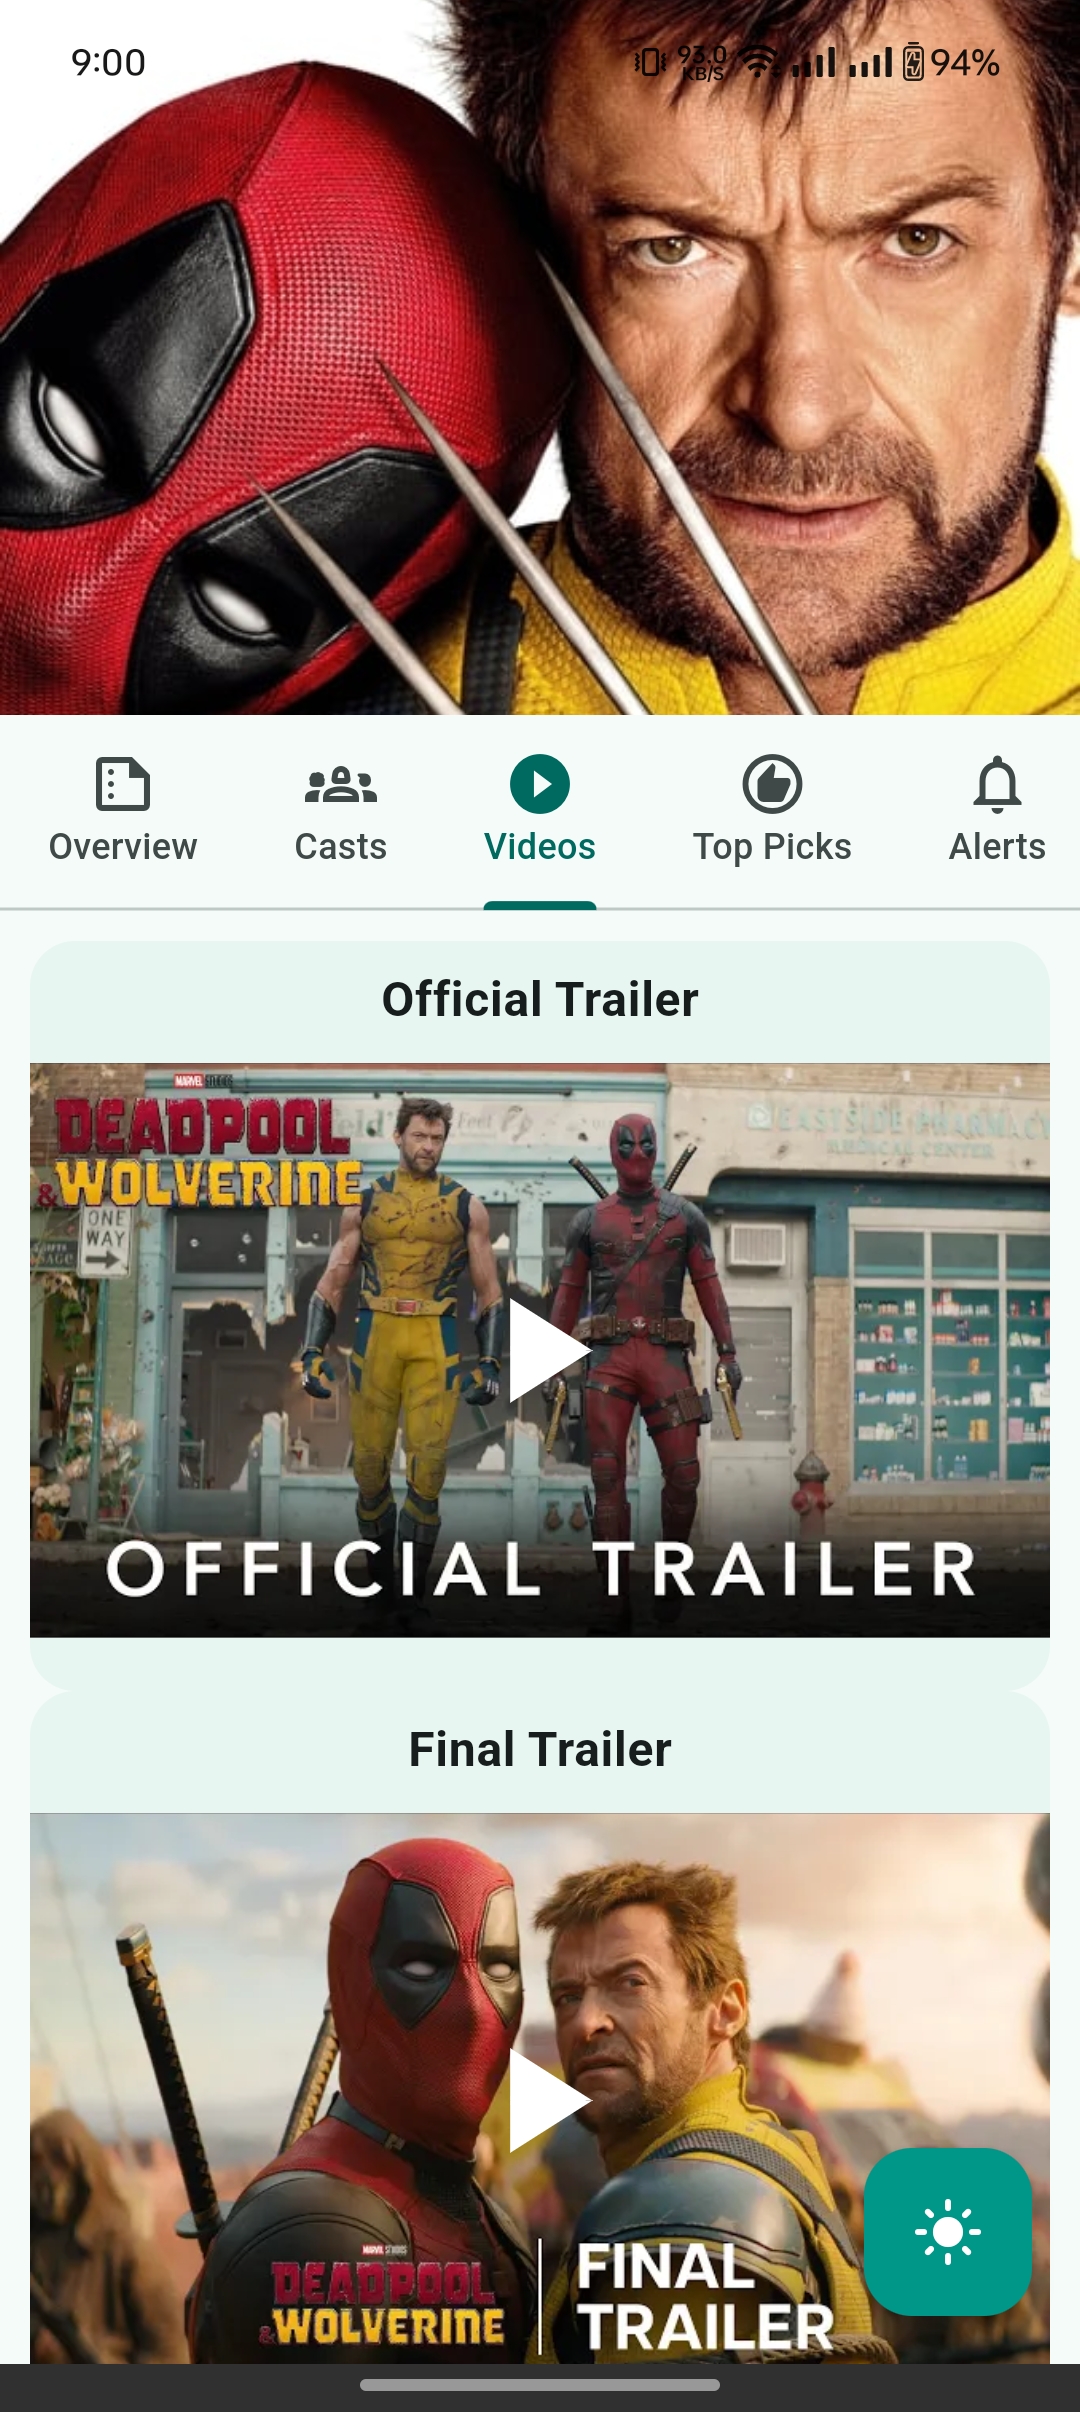 9:00
93.0
KB/S
94%
Overview
Casts
Videos
Top Picks
Alerts
Official Trailer
MARVEL STUDIOS
DEADPOOL
&WOLVERINE
ONE
WAY
EASTSIDE PHARMACY
MEDICAL CENTER
OFFICIAL TRAILER
Final Trailer
MARVEL STUDIOS
DEADPOOL
&WOLVERINE
FINAL
TRAILER